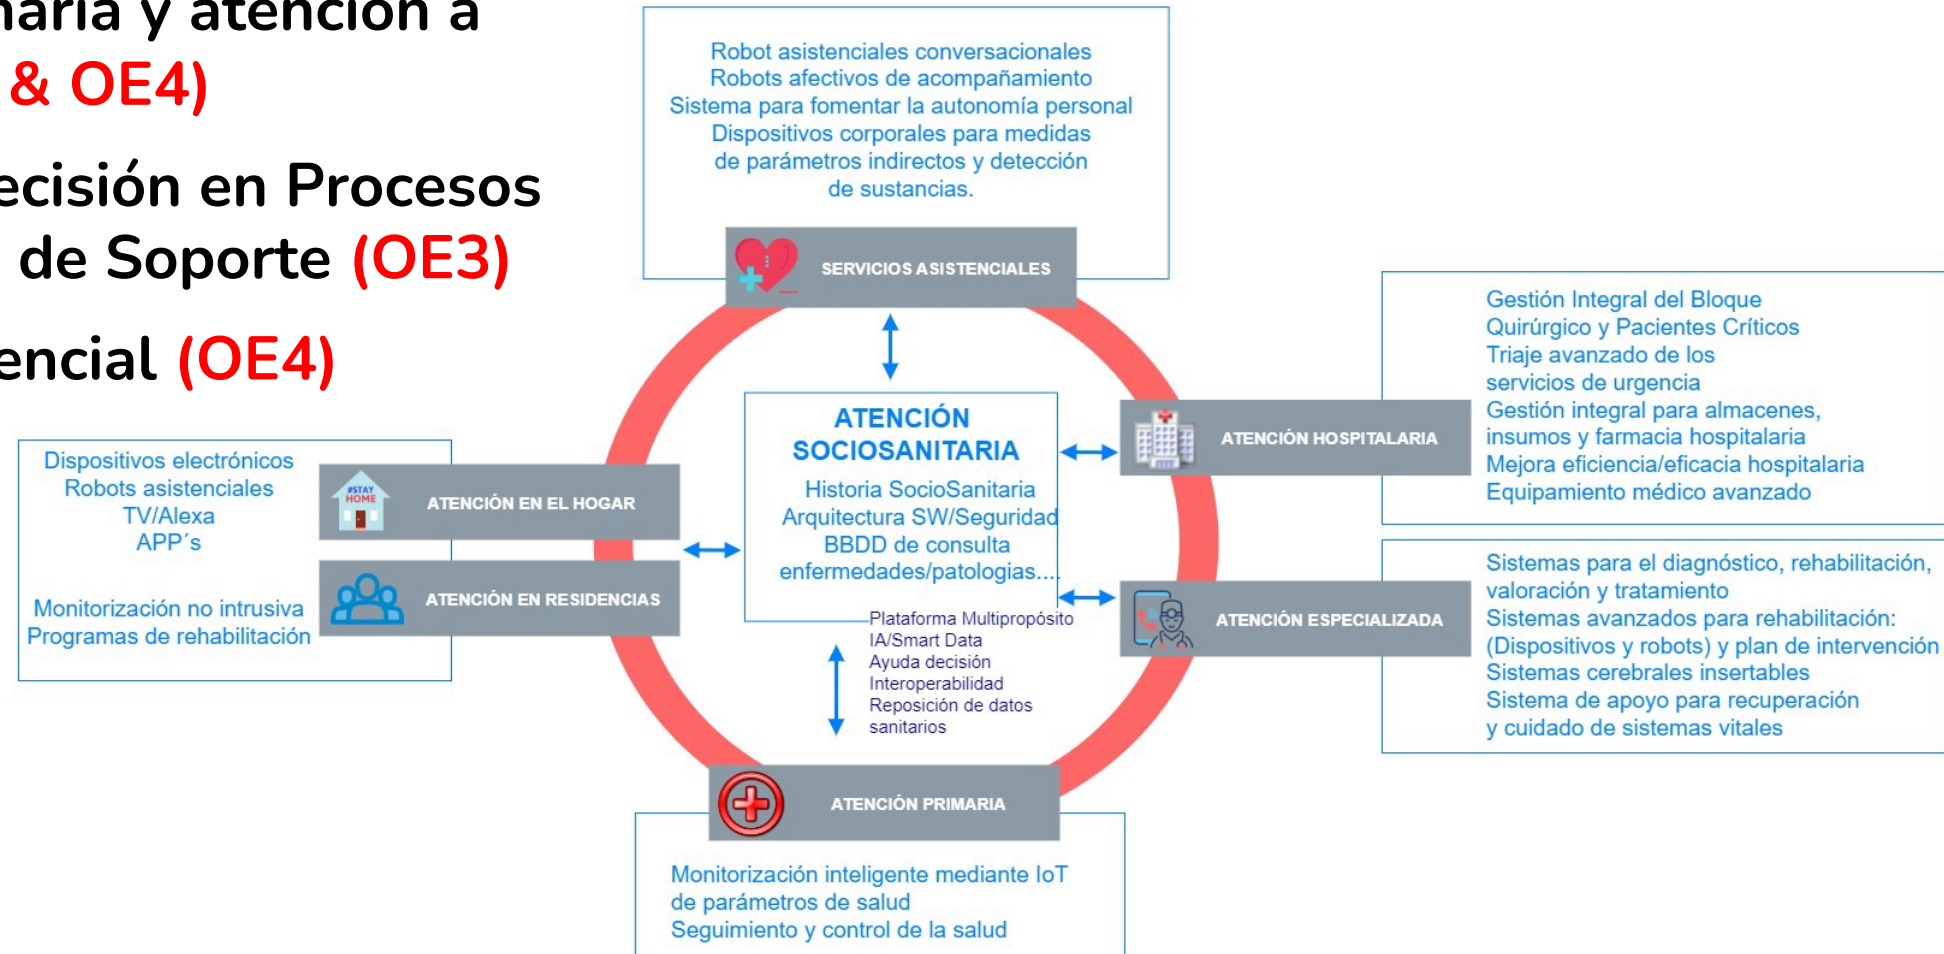 maria y atención a
& OE4)
ecisión en Procesos
de Soporte (OE3)
encial (OE4)
Robot asistenciales conversacionales
Robots afectivos de acompañamiento
Sistema para fomentar la autonomía personal
Dispositivos corporales para medidas
de parámetros indirectos y detección
de sustancias.
SERVICIOS ASISTENCIALES
Gestión Integral del Bloque
Quirúrgico y Pacientes Críticos
Triaje avanzado de los
servicios de urgencia
Gestión integral para almacenes,
insumos y farmacia hospitalaria
Mejora eficiencia/eficacia hospitalaria
Equipamiento médico avanzado
ATENCIÓN HOSPITALARIA
ATENCIÓN
SOCIOSANITARIA
Historia SocioSanitaria
Arquitectura SW/Seguridad
BBDD de consulta
enfermedades/patologias....
Plataforma Multipropósito
IA/Smart Data
Ayuda decisión
Interoperabilidad
Reposición de datos
sanitarios
Dispositivos electrónicos
Robots asistenciales
TV/Alexa
APP´s
Monitorización no intrusiva
Programas de rehabilitación
#STAY
HOME
ATENCIÓN EN EL HOGAR
ATENCIÓN EN RESIDENCIAS
Sistemas para el diagnóstico, rehabilitación,
valoración y tratamiento
Sistemas avanzados para rehabilitación:
(Dispositivos y robots) y plan de intervención
Sistemas cerebrales insertables
Sistema de apoyo para recuperación
y cuidado de sistemas vitales
ATENCIÓN ESPECIALIZADA
ATENCIÓN PRIMARIA
Monitorización inteligente mediante IoT
de parámetros de salud
Seguimiento y control de la salud